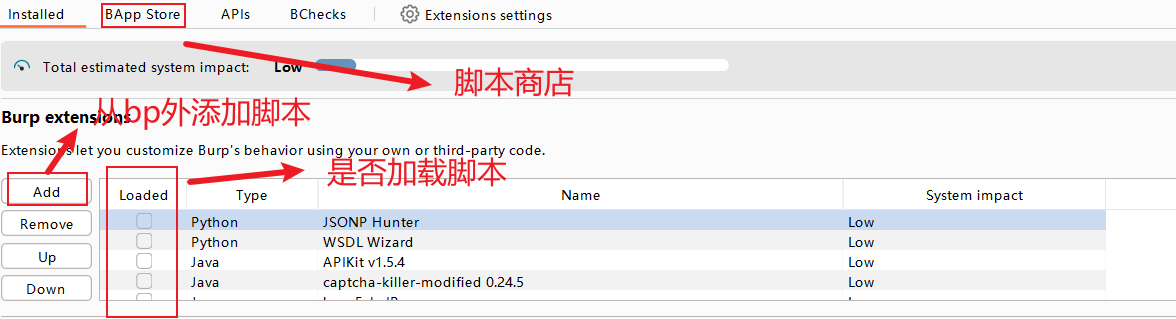 Installed BApp Store APIs BChecks Extensions settings
Total estimated system impact: Low
脚本商店
从bp外添加脚本
Burp extensions
Extensions let you customize Burp's behavior using your own or third-party code.
是否加载脚本
Add Loaded Type Name System impact
Remove Python JSONP Hunter Low
Python WSDL Wizard Low
Up Java APIKit v1.5.4 Low
Down Java captcha-killer-modified 0.24.5 Low